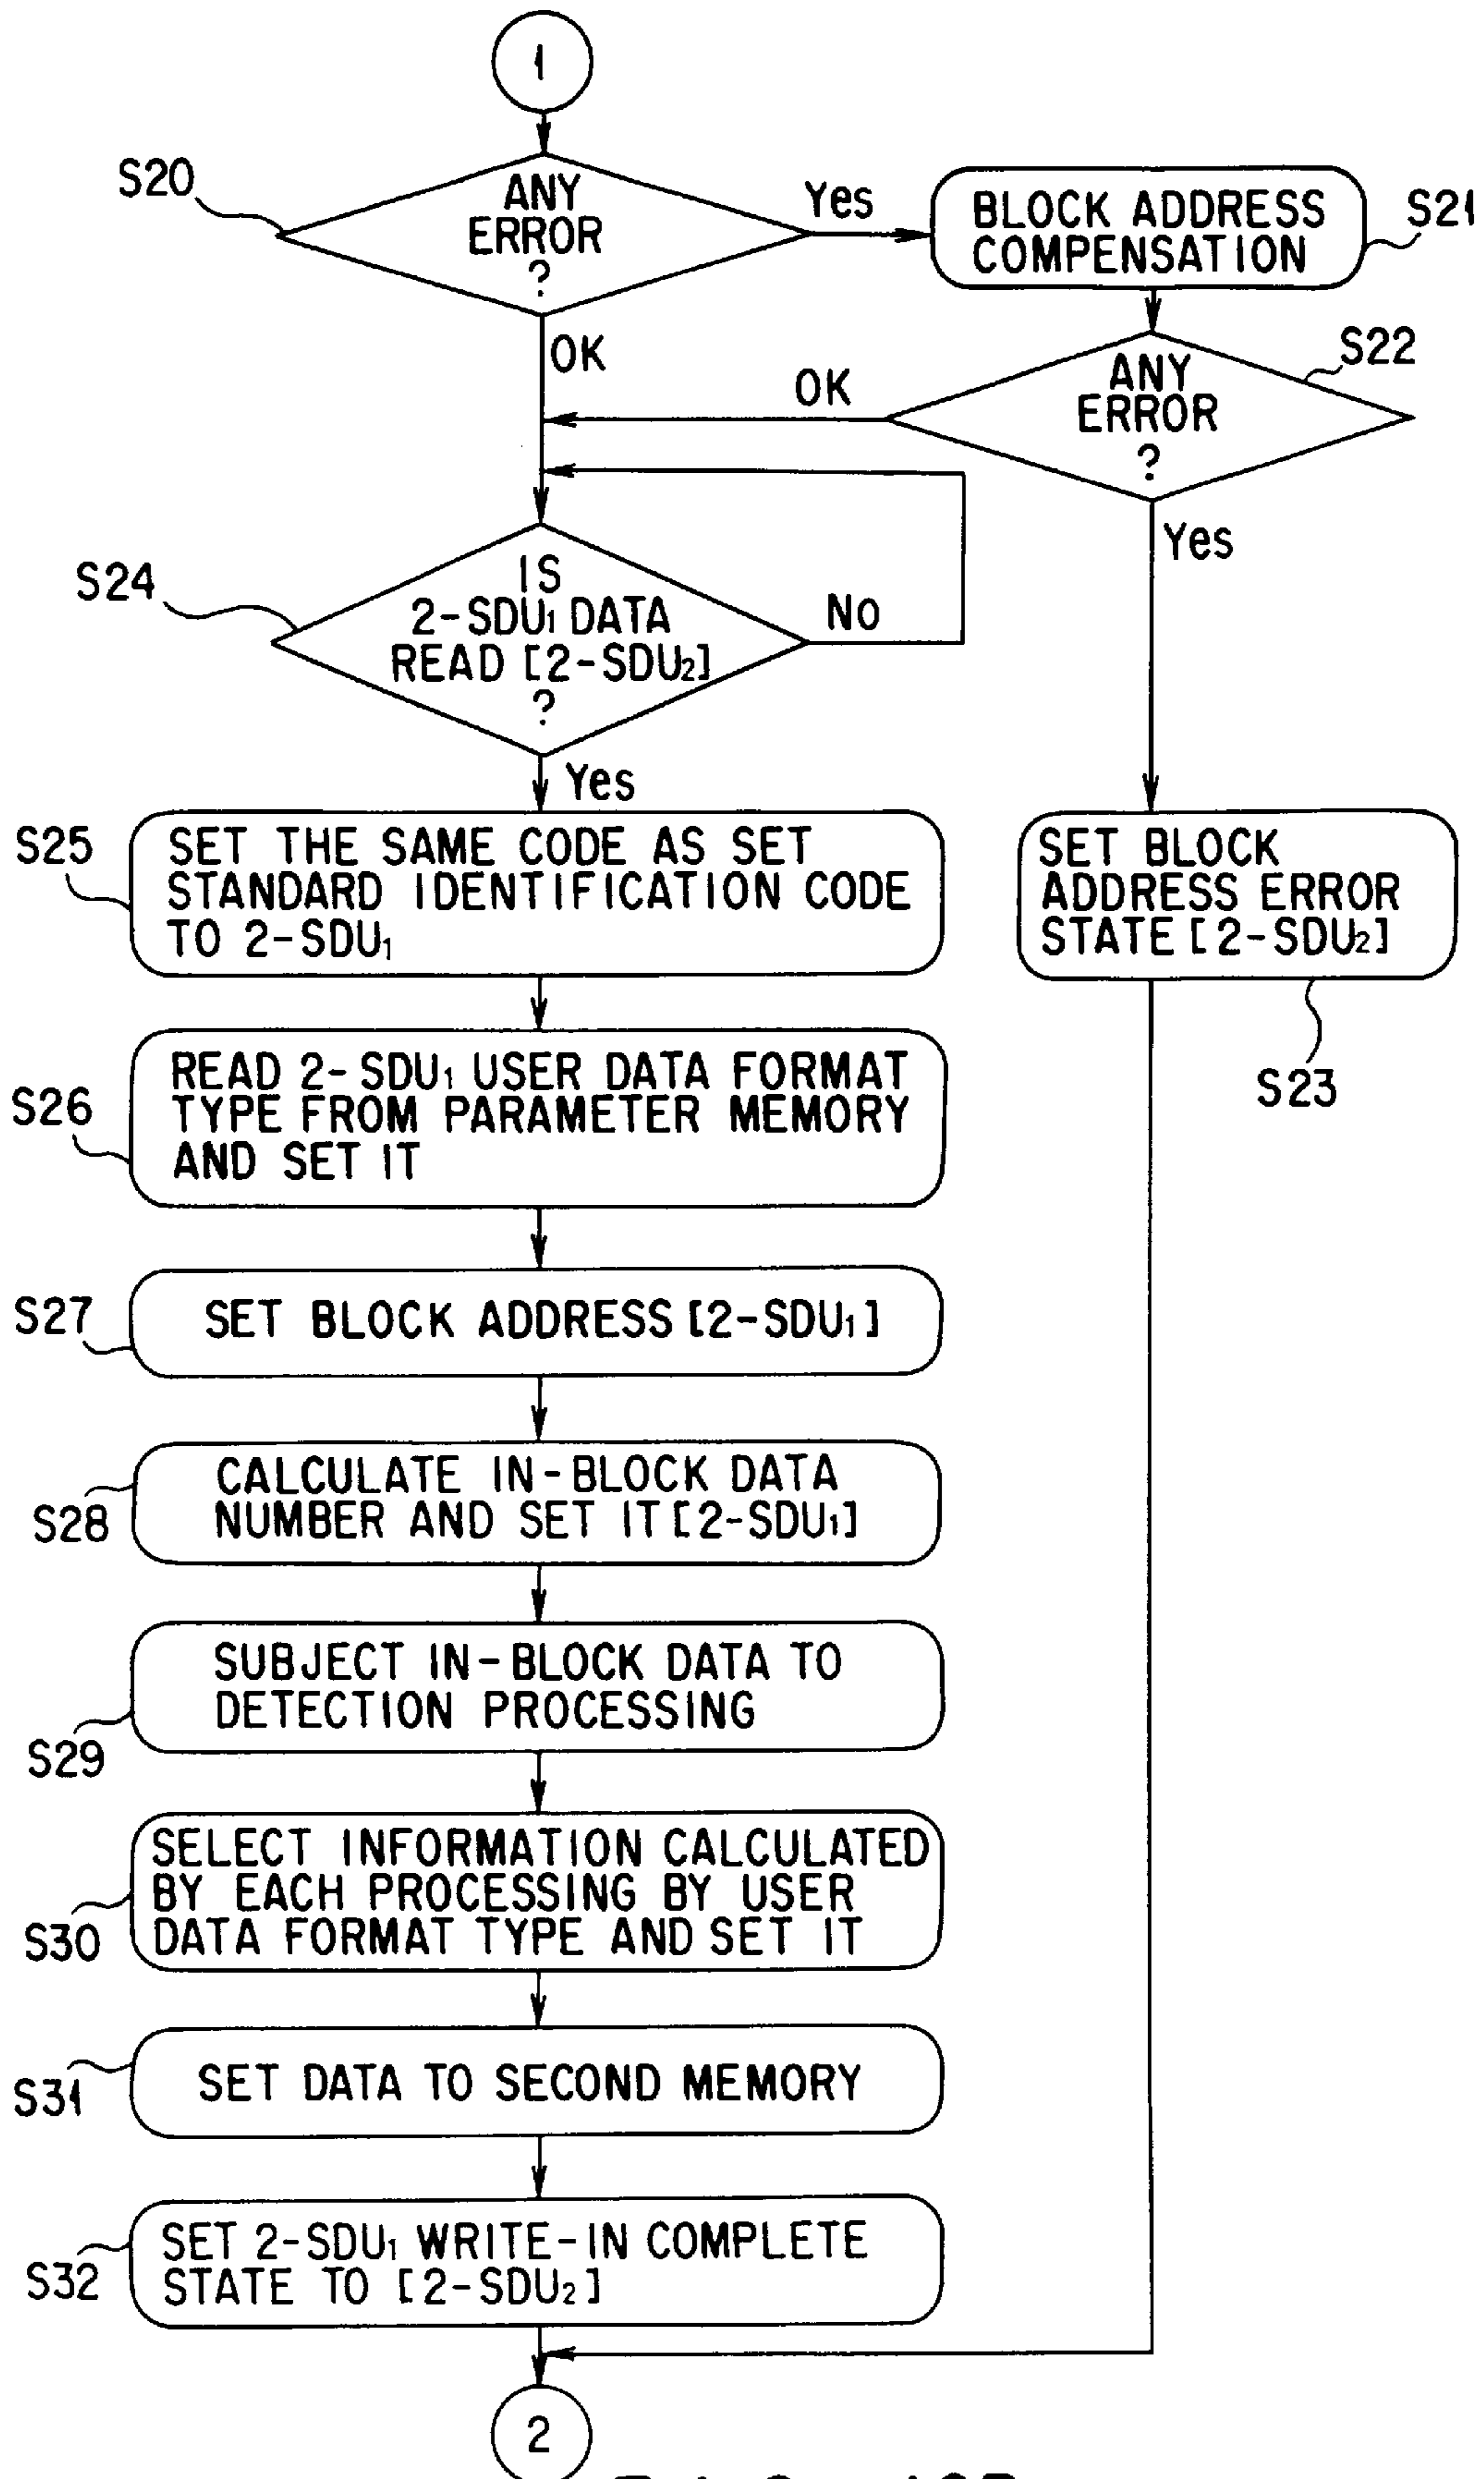 1
S20
ANY
ERROR
?
Yes
BLOCK ADDRESS
COMPENSATION
S21
OK
S22
ANY
ERROR
?
OK
Yes
S24
IS
2-SDU₁ DATA
READ [2-SDU₂]
?
No
Yes
S25
SET THE SAME CODE AS SET
STANDARD IDENTIFICATION CODE
TO 2-SDU₁
SET BLOCK
ADDRESS ERROR
STATE [2-SDU₂]
S23
S26
READ 2-SDU₁ USER DATA FORMAT
TYPE FROM PARAMETER MEMORY
AND SET IT
S27
SET BLOCK ADDRESS [2-SDU₁]
S28
CALCULATE IN-BLOCK DATA
NUMBER AND SET IT [2-SDU₁]
S29
SUBJECT IN-BLOCK DATA TO
DETECTION PROCESSING
S30
SELECT INFORMATION CALCULATED
BY EACH PROCESSING BY USER
DATA FORMAT TYPE AND SET IT
S31
SET DATA TO SECOND MEMORY
S32
SET 2-SDU₁ WRITE-IN COMPLETE
STATE TO [2-SDU₂]
2